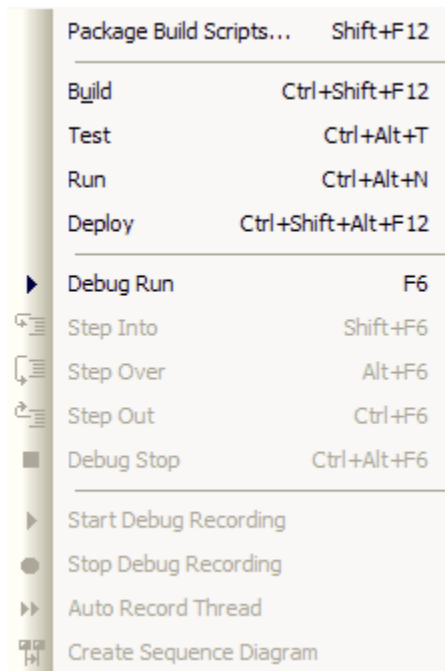 Package Build Scripts... Shift+F12
Build Ctrl+Shift+F12
Test Ctrl+Alt+T
Run Ctrl+Alt+N
Deploy Ctrl+Shift+Alt+F12
Debug Run F6
Step Into Shift+F6
Step Over Alt+F6
Step Out Ctrl+F6
Debug Stop Ctrl+Alt+F6
Start Debug Recording
Stop Debug Recording
Auto Record Thread
Create Sequence Diagram